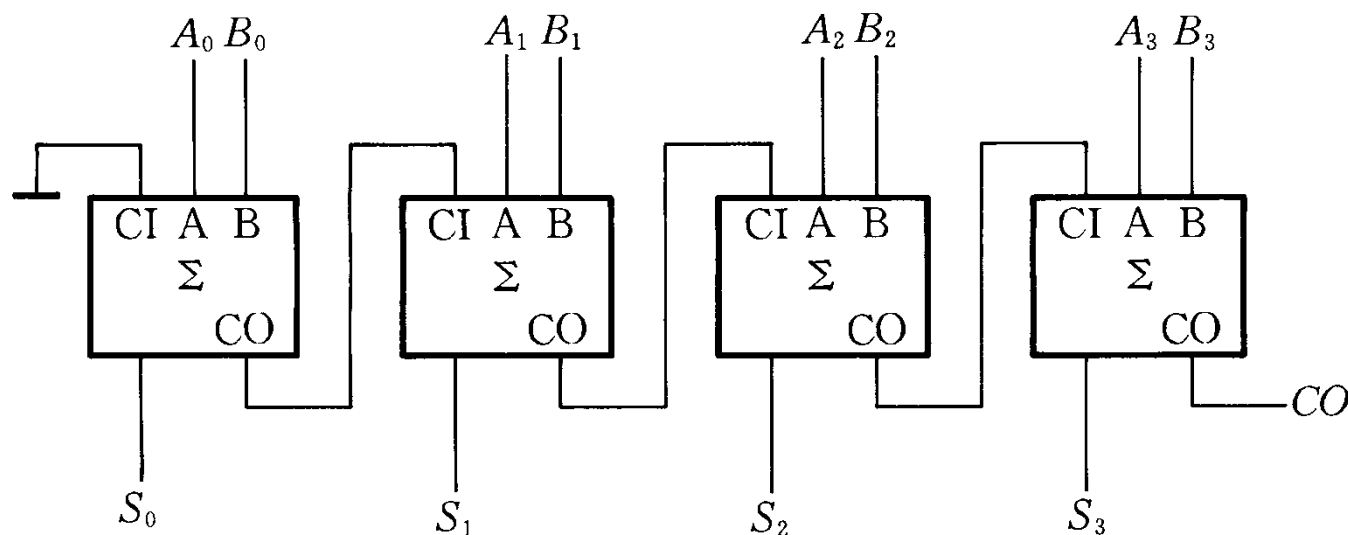 A₀ B₀ A₁ B₁ A₂ B₂ A₃ B₃
CI A B CI A B CI A B CI A B
Σ Σ Σ Σ
CO CO CO CO
CO
S₀ S₁ S₂ S₃